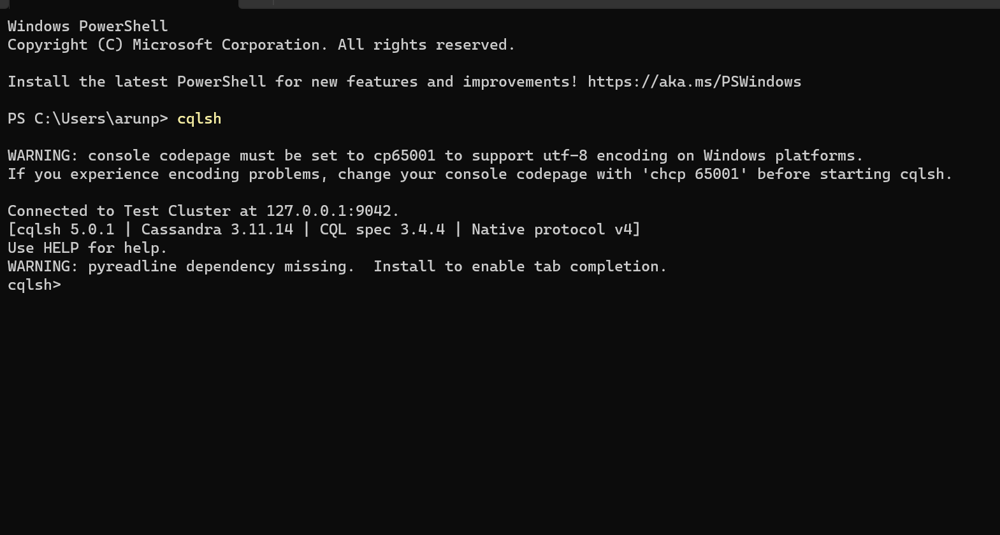 Windows PowerShell
Copyright (C) Microsoft Corporation. All rights reserved.
Install the latest PowerShell for new features and improvements! https://aka.ms/PSWindows
PS C:\Users\arunp> cqlsh
WARNING: console codepage must be set to cp65001 to support utf-8 encoding on Windows platforms.
If you experience encoding problems, change your console codepage with 'chcp 65001' before starting cqlsh.
Connected to Test Cluster at 127.0.0.1:9042.
[cqlsh 5.0.1 | Cassandra 3.11.14 | CQL spec 3.4.4 | Native protocol v4]
Use HELP for help.
WARNING: pyreadline dependency missing.  Install to enable tab completion.
cqlsh>